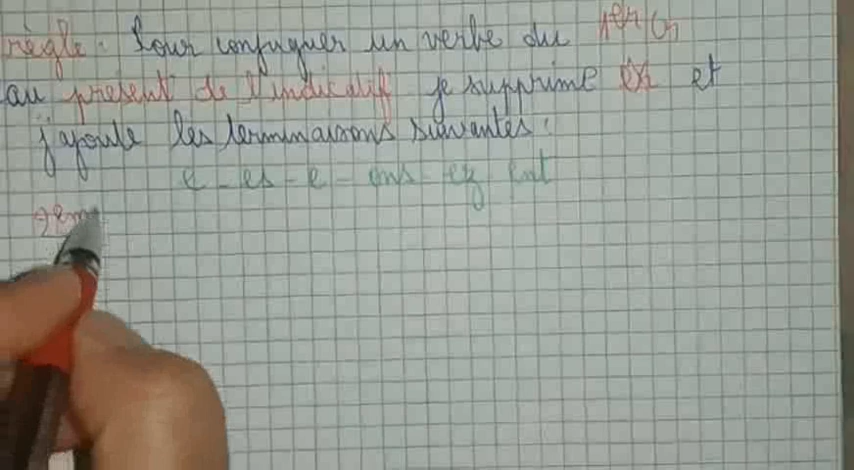 règle : Pour conjuguer un verbe du 1er G
au présent de l'indicatif je supprime er et
j'ajoute les terminaisons suivantes :
e - es - e - ons - ez ent